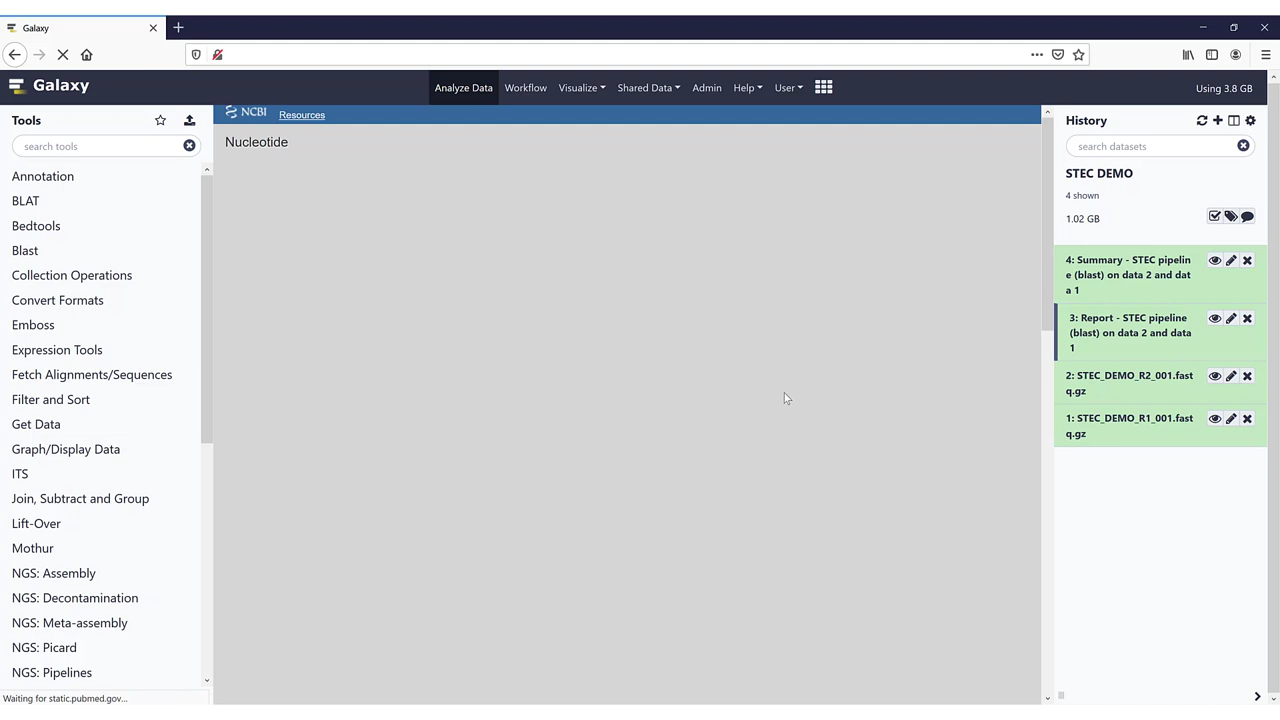 Galaxy
Galaxy
Analyze Data
Workflow
Visualize
Shared Data
Admin
Help
User
Using 3.8 GB
Tools
search tools
Annotation
BLAT
Bedtools
Blast
Collection Operations
Convert Formats
Emboss
Expression Tools
Fetch Alignments/Sequences
Filter and Sort
Get Data
Graph/Display Data
ITS
Join, Subtract and Group
Lift-Over
Mothur
NGS: Assembly
NGS: Decontamination
NGS: Meta-assembly
NGS: Picard
NGS: Pipelines
Waiting for static.pubmed.gov...
NCBI
Resources
Nucleotide
History
search datasets
STEC DEMO
4 shown
1.02 GB
4: Summary - STEC pipelin
e (blast) on data 2 and dat
a 1
3: Report - STEC pipeline
(blast) on data 2 and data
1
2: STEC_DEMO_R2_001.fast
q.gz
1: STEC_DEMO_R1_001.fast
q.gz